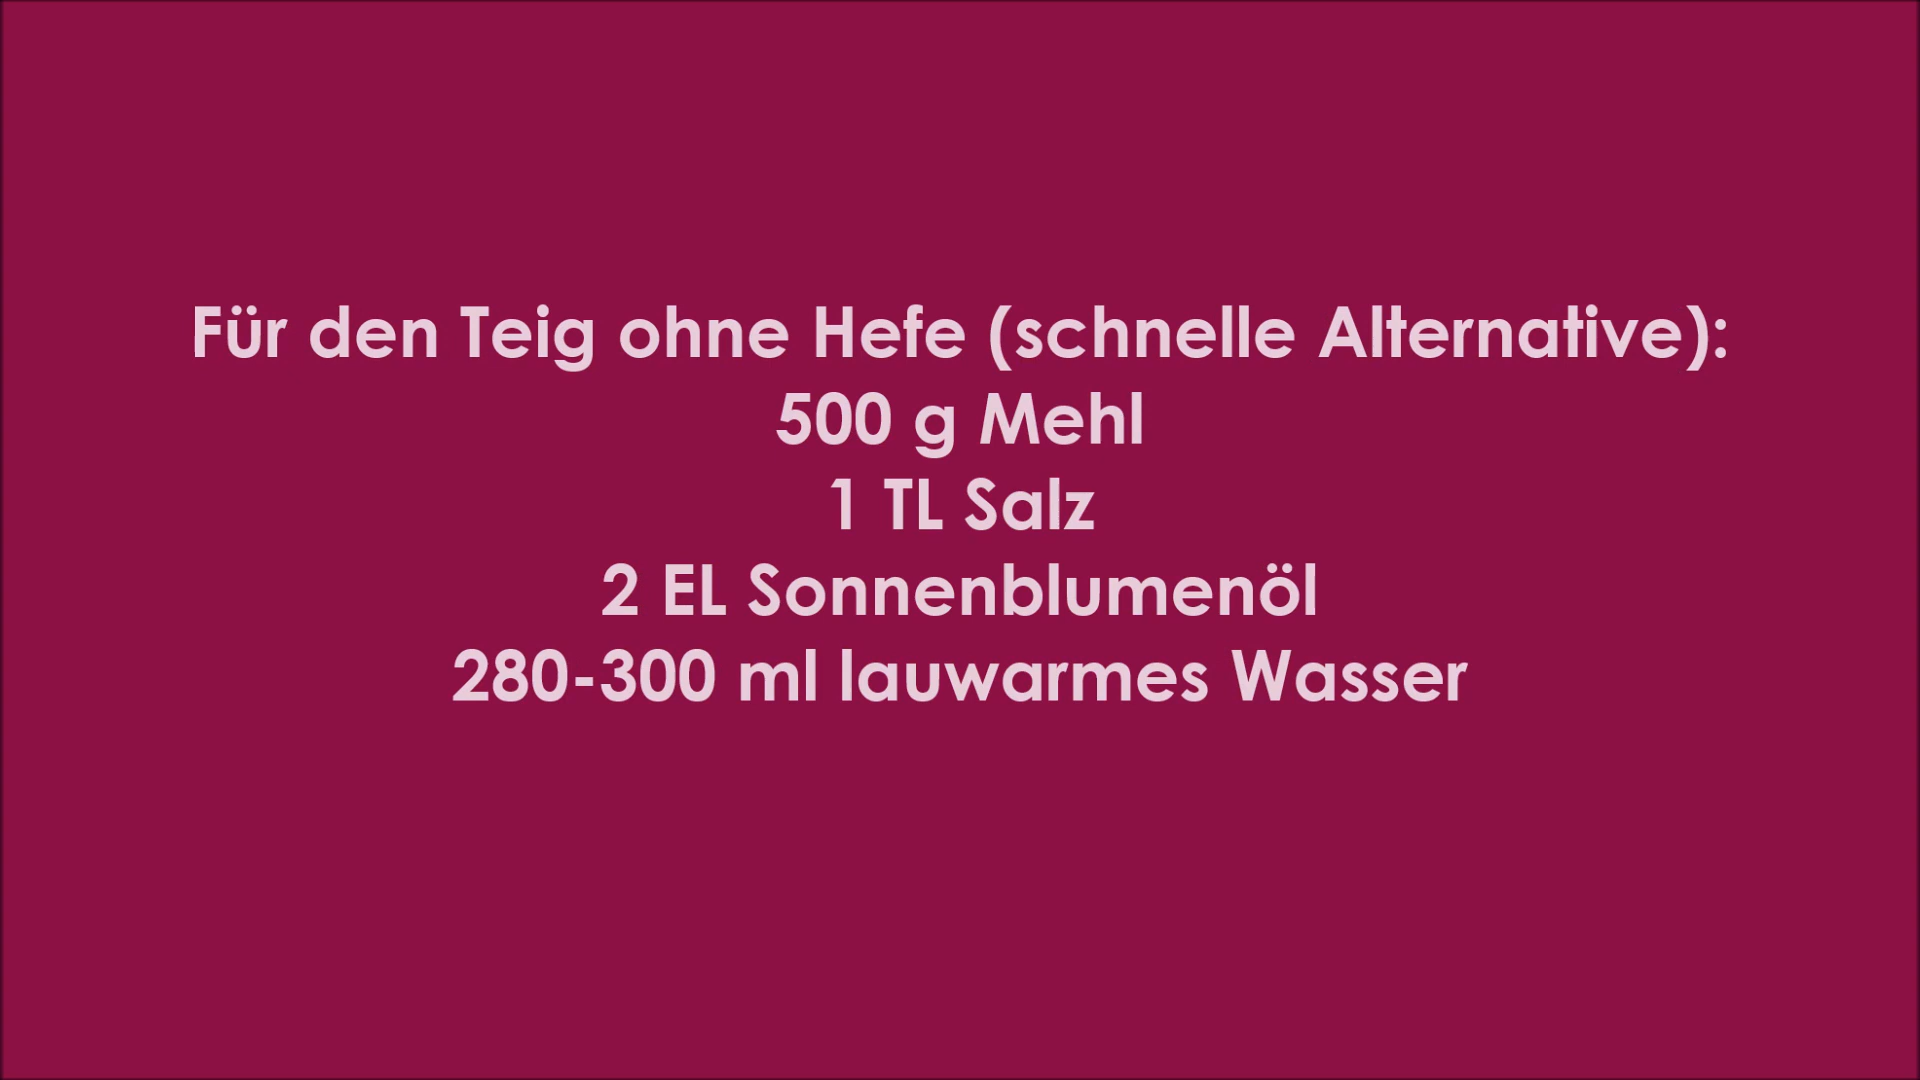 Für den Teig ohne Hefe (schnelle Alternative):
500 g Mehl
1 TL Salz
2 EL Sonnenblumenöl
280-300 ml lauwarmes Wasser